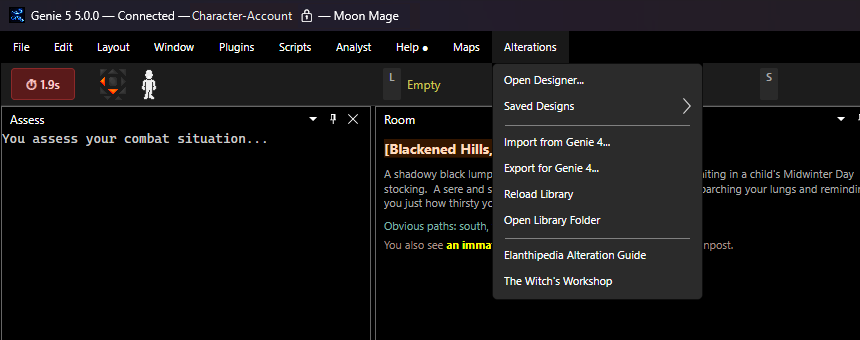 Genie 5 5.0.0 — Connected — Character-Account — Moon Mage
File Edit Layout Window Plugins Scripts Analyst Help Maps Alterations
1.9s
L
Empty
S
Open Designer...
Saved Designs
Import from Genie 4...
Export for Genie 4...
Reload Library
Open Library Folder
Elanthipedia Alteration Guide
The Witch's Workshop
Assess
You assess your combat situation...
Room
[Blackened Hills,
A shadowy black lump
iting in a child's Midwinter Day
stocking. A sere and s
parching your lungs and remindin
you just how thirsty yo
Obvious paths: south,
You also see an imma
npost.